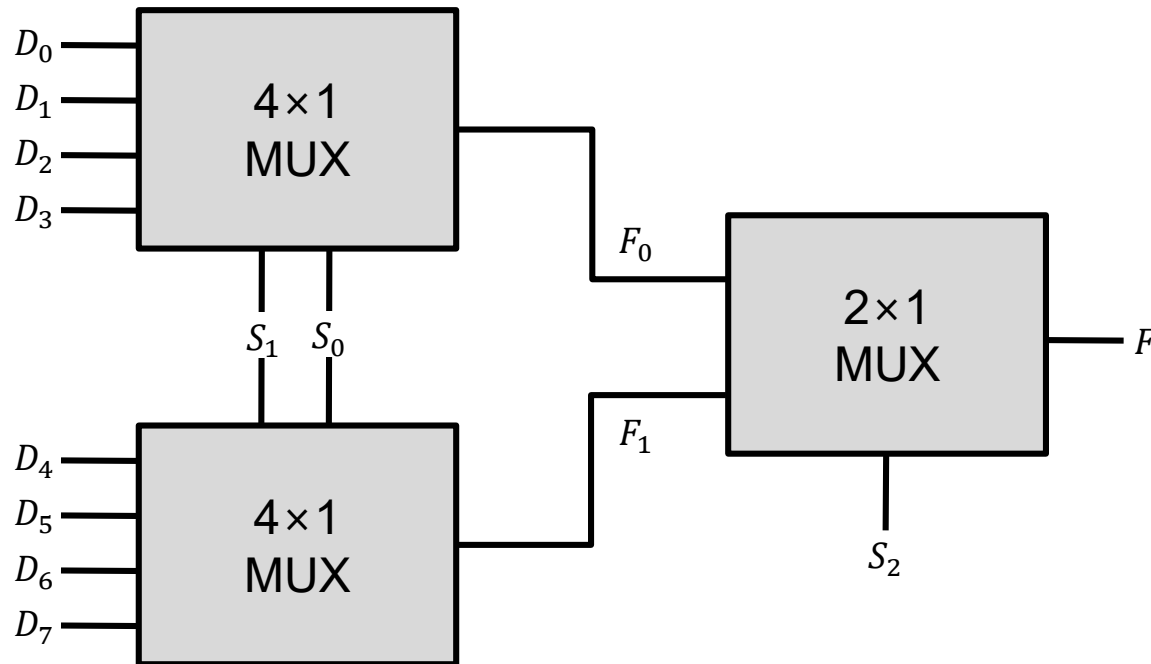 D₀
D₁
D₂
D₃
4×1
MUX
F₀
S₁ S₀
2×1
MUX
F
F₁
D₄
D₅
D₆
D₇
4×1
MUX
S₂